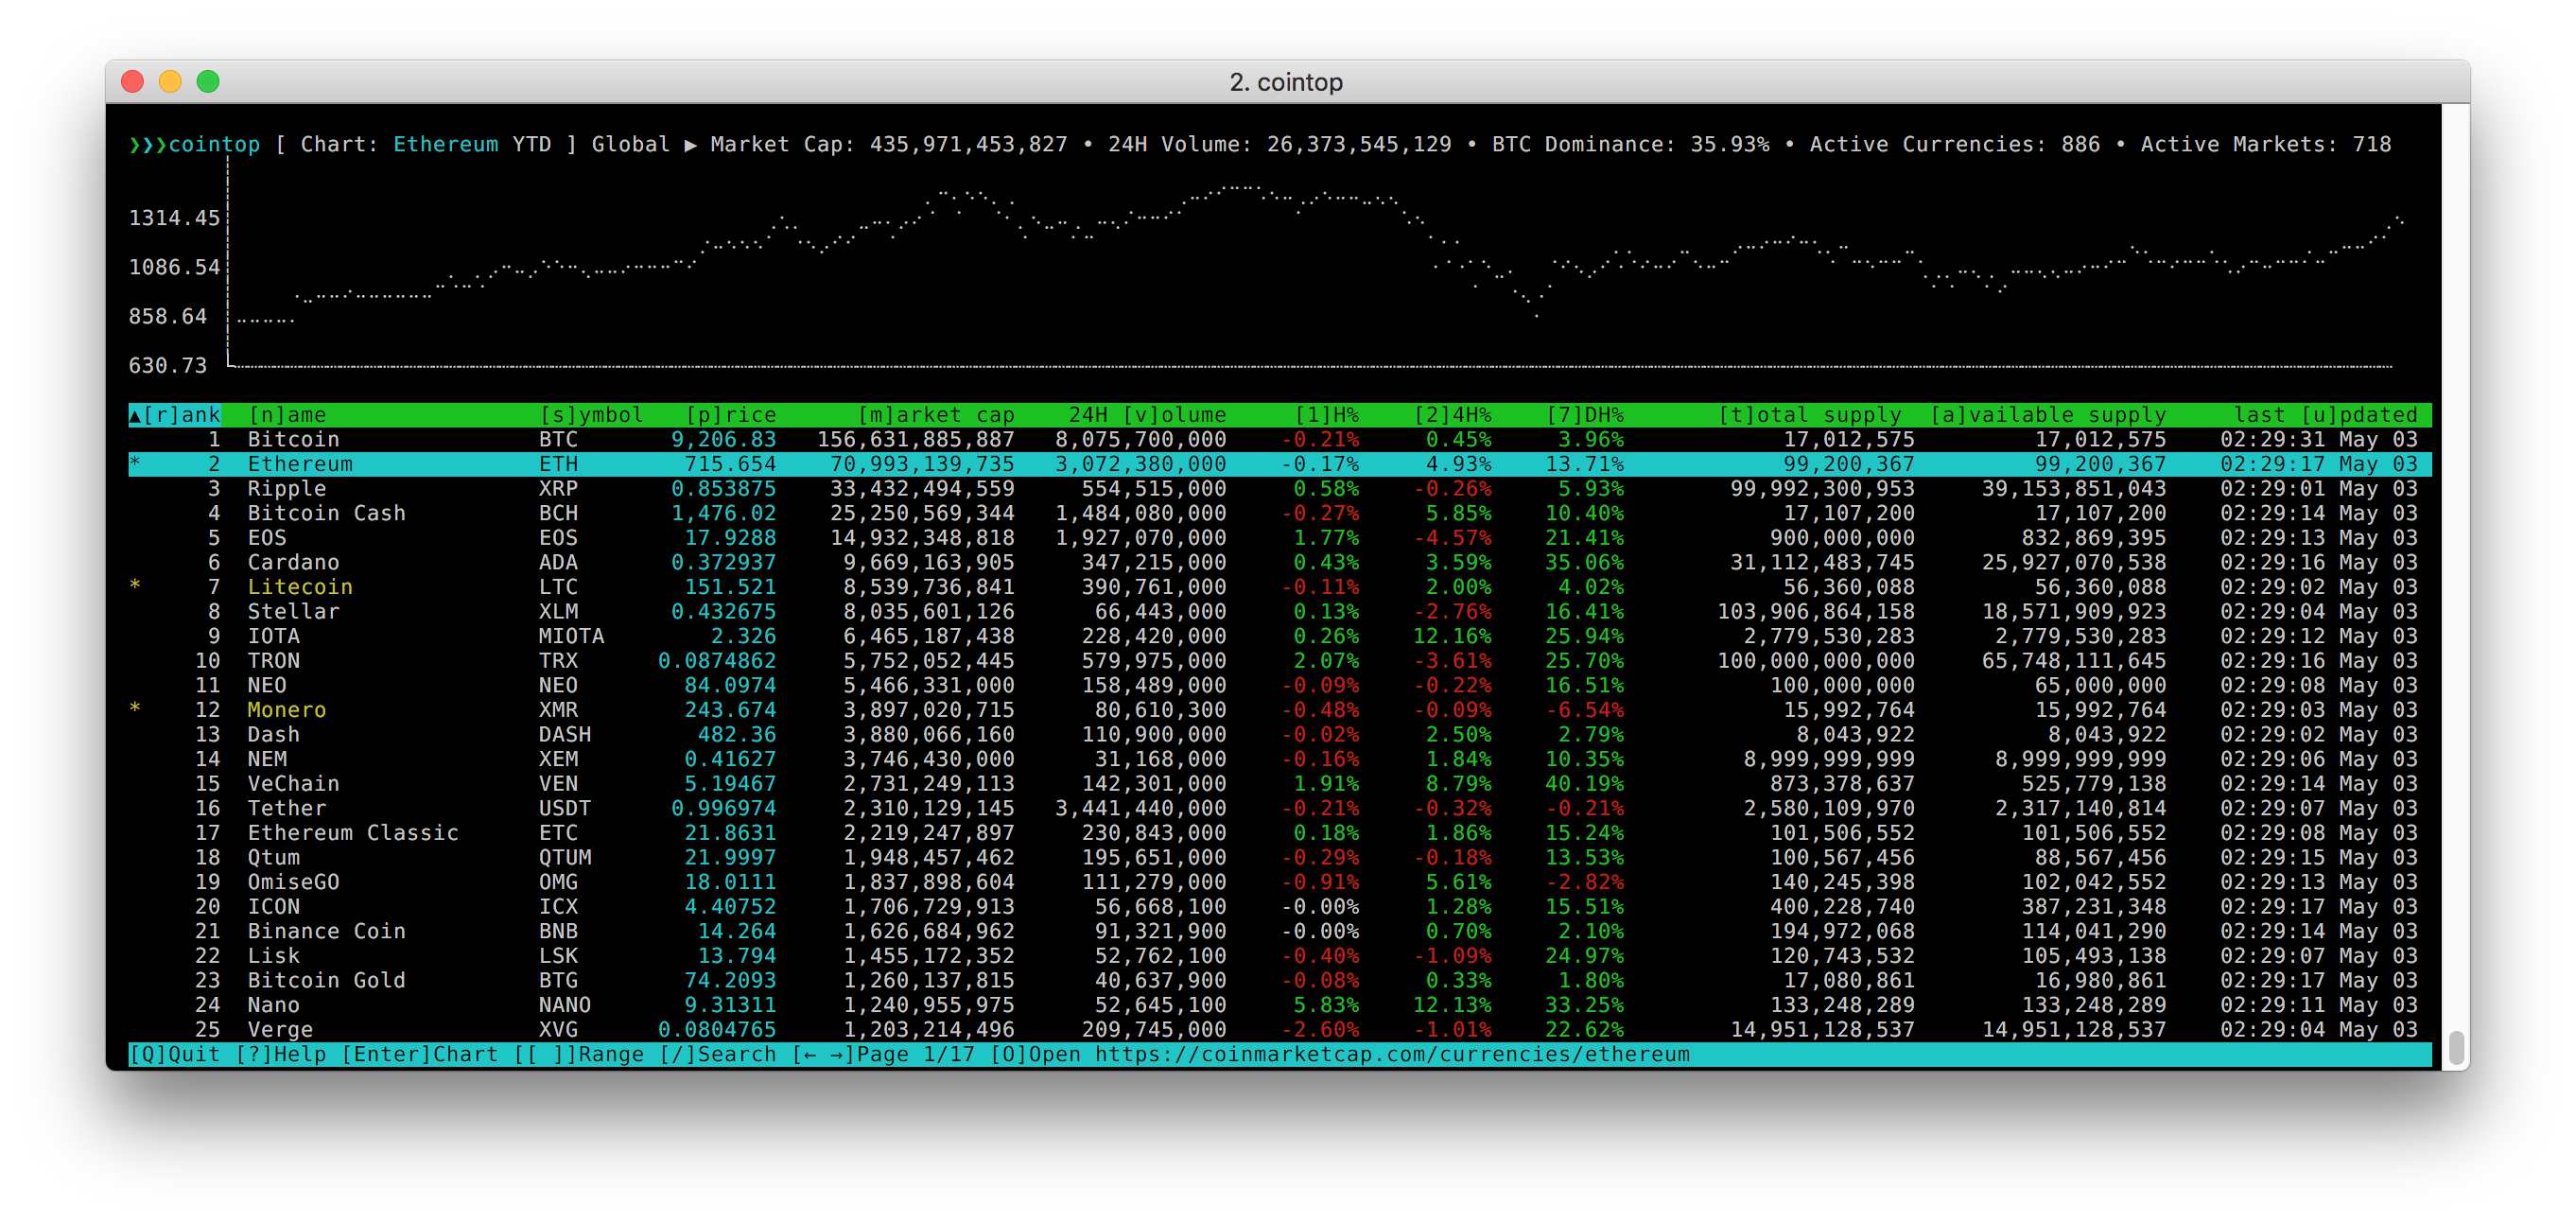 2. cointop
❯❯❯cointop [ Chart: Ethereum YTD ] Global ▶ Market Cap: 435,971,453,827 • 24H Volume: 26,373,545,129 • BTC Dominance: 35.93% • Active Currencies: 886 • Active Markets: 718
1314.45
1086.54
858.64
630.73
▲[r]ank [n]ame [s]ymbol [p]rice [m]arket cap 24H [v]olume [1]H% [2]4H% [7]DH% [t]otal supply [a]vailable supply last [u]pdated
1 Bitcoin BTC 9,206.83 156,631,885,887 8,075,700,000 -0.21% 0.45% 3.96% 17,012,575 17,012,575 02:29:31 May 03
* 2 Ethereum ETH 715.654 70,993,139,735 3,072,380,000 -0.17% 4.93% 13.71% 99,200,367 99,200,367 02:29:17 May 03
3 Ripple XRP 0.853875 33,432,494,559 554,515,000 0.58% -0.26% 5.93% 99,992,300,953 39,153,851,043 02:29:01 May 03
4 Bitcoin Cash BCH 1,476.02 25,250,569,344 1,484,080,000 -0.27% 5.85% 10.40% 17,107,200 17,107,200 02:29:14 May 03
5 EOS EOS 17.9288 14,932,348,818 1,927,070,000 1.77% -4.57% 21.41% 900,000,000 832,869,395 02:29:13 May 03
6 Cardano ADA 0.372937 9,669,163,905 347,215,000 0.43% 3.59% 35.06% 31,112,483,745 25,927,070,538 02:29:16 May 03
* 7 Litecoin LTC 151.521 8,539,736,841 390,761,000 -0.11% 2.00% 4.02% 56,360,088 56,360,088 02:29:02 May 03
8 Stellar XLM 0.432675 8,035,601,126 66,443,000 0.13% -2.76% 16.41% 103,906,864,158 18,571,909,923 02:29:04 May 03
9 IOTA MIOTA 2.326 6,465,187,438 228,420,000 0.26% 12.16% 25.94% 2,779,530,283 2,779,530,283 02:29:12 May 03
10 TRON TRX 0.0874862 5,752,052,445 579,975,000 2.07% -3.61% 25.70% 100,000,000,000 65,748,111,645 02:29:16 May 03
11 NEO NEO 84.0974 5,466,331,000 158,489,000 -0.09% -0.22% 16.51% 100,000,000 65,000,000 02:29:08 May 03
* 12 Monero XMR 243.674 3,897,020,715 80,610,300 -0.48% -0.09% -6.54% 15,992,764 15,992,764 02:29:03 May 03
13 Dash DASH 482.36 3,880,066,160 110,900,000 -0.02% 2.50% 2.79% 8,043,922 8,043,922 02:29:02 May 03
14 NEM XEM 0.41627 3,746,430,000 31,168,000 -0.16% 1.84% 10.35% 8,999,999,999 8,999,999,999 02:29:06 May 03
15 VeChain VEN 5.19467 2,731,249,113 142,301,000 1.91% 8.79% 40.19% 873,378,637 525,779,138 02:29:14 May 03
16 Tether USDT 0.996974 2,310,129,145 3,441,440,000 -0.21% -0.32% -0.21% 2,580,109,970 2,317,140,814 02:29:07 May 03
17 Ethereum Classic ETC 21.8631 2,219,247,897 230,843,000 0.18% 1.86% 15.24% 101,506,552 101,506,552 02:29:08 May 03
18 Qtum QTUM 21.9997 1,948,457,462 195,651,000 -0.29% -0.18% 13.53% 100,567,456 88,567,456 02:29:15 May 03
19 OmiseGO OMG 18.0111 1,837,898,604 111,279,000 -0.91% 5.61% -2.82% 140,245,398 102,042,552 02:29:13 May 03
20 ICON ICX 4.40752 1,706,729,913 56,668,100 -0.00% 1.28% 15.51% 400,228,740 387,231,348 02:29:17 May 03
21 Binance Coin BNB 14.264 1,626,684,962 91,321,900 -0.00% 0.70% 2.10% 194,972,068 114,041,290 02:29:14 May 03
22 Lisk LSK 13.794 1,455,172,352 52,762,100 -0.40% -1.09% 24.97% 120,743,532 105,493,138 02:29:07 May 03
23 Bitcoin Gold BTG 74.2093 1,260,137,815 40,637,900 -0.08% 0.33% 1.80% 17,080,861 16,980,861 02:29:17 May 03
24 Nano NANO 9.31311 1,240,955,975 52,645,100 5.83% 12.13% 33.25% 133,248,289 133,248,289 02:29:11 May 03
25 Verge XVG 0.0804765 1,203,214,496 209,745,000 -2.60% -1.01% 22.62% 14,951,128,537 14,951,128,537 02:29:04 May 03
[Q]Quit [?]Help [Enter]Chart [[ ]]Range [/]Search [← →]Page 1/17 [O]Open https://coinmarketcap.com/currencies/ethereum